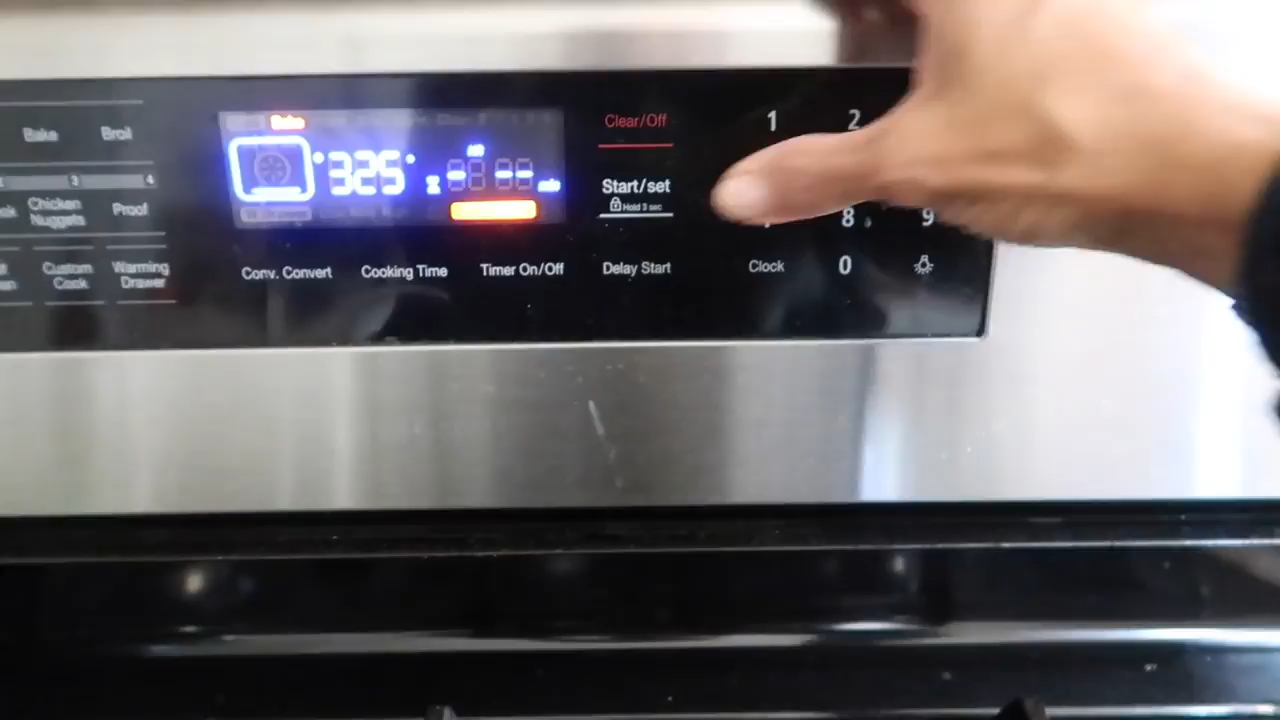 Bake Broil
3 4
Chicken
Nuggets
Proof
Custom
Cook
Warming
Drawer
Bake
325
min
Conv. Convert Cooking Time Timer On/Off
Clear/Off
Start/set
Hold 3 sec
Delay Start
1 2
8 9
Clock 0